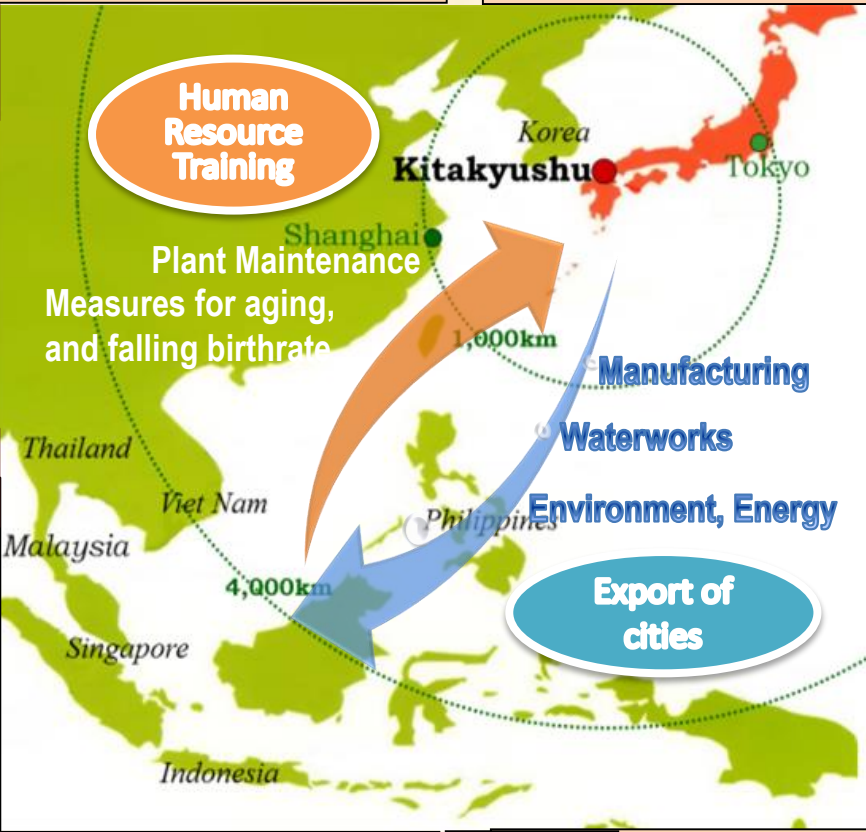 Human
Resource
Training
Korea
Kitakyushu
Tokyo
Shanghai
Plant Maintenance
Measures for aging,
and falling birthrate
1,000km
Manufacturing
Waterworks
Thailand
Viet Nam
Philippines
Environment, Energy
Malaysia
4,000km
Export of
cities
Singapore
Indonesia